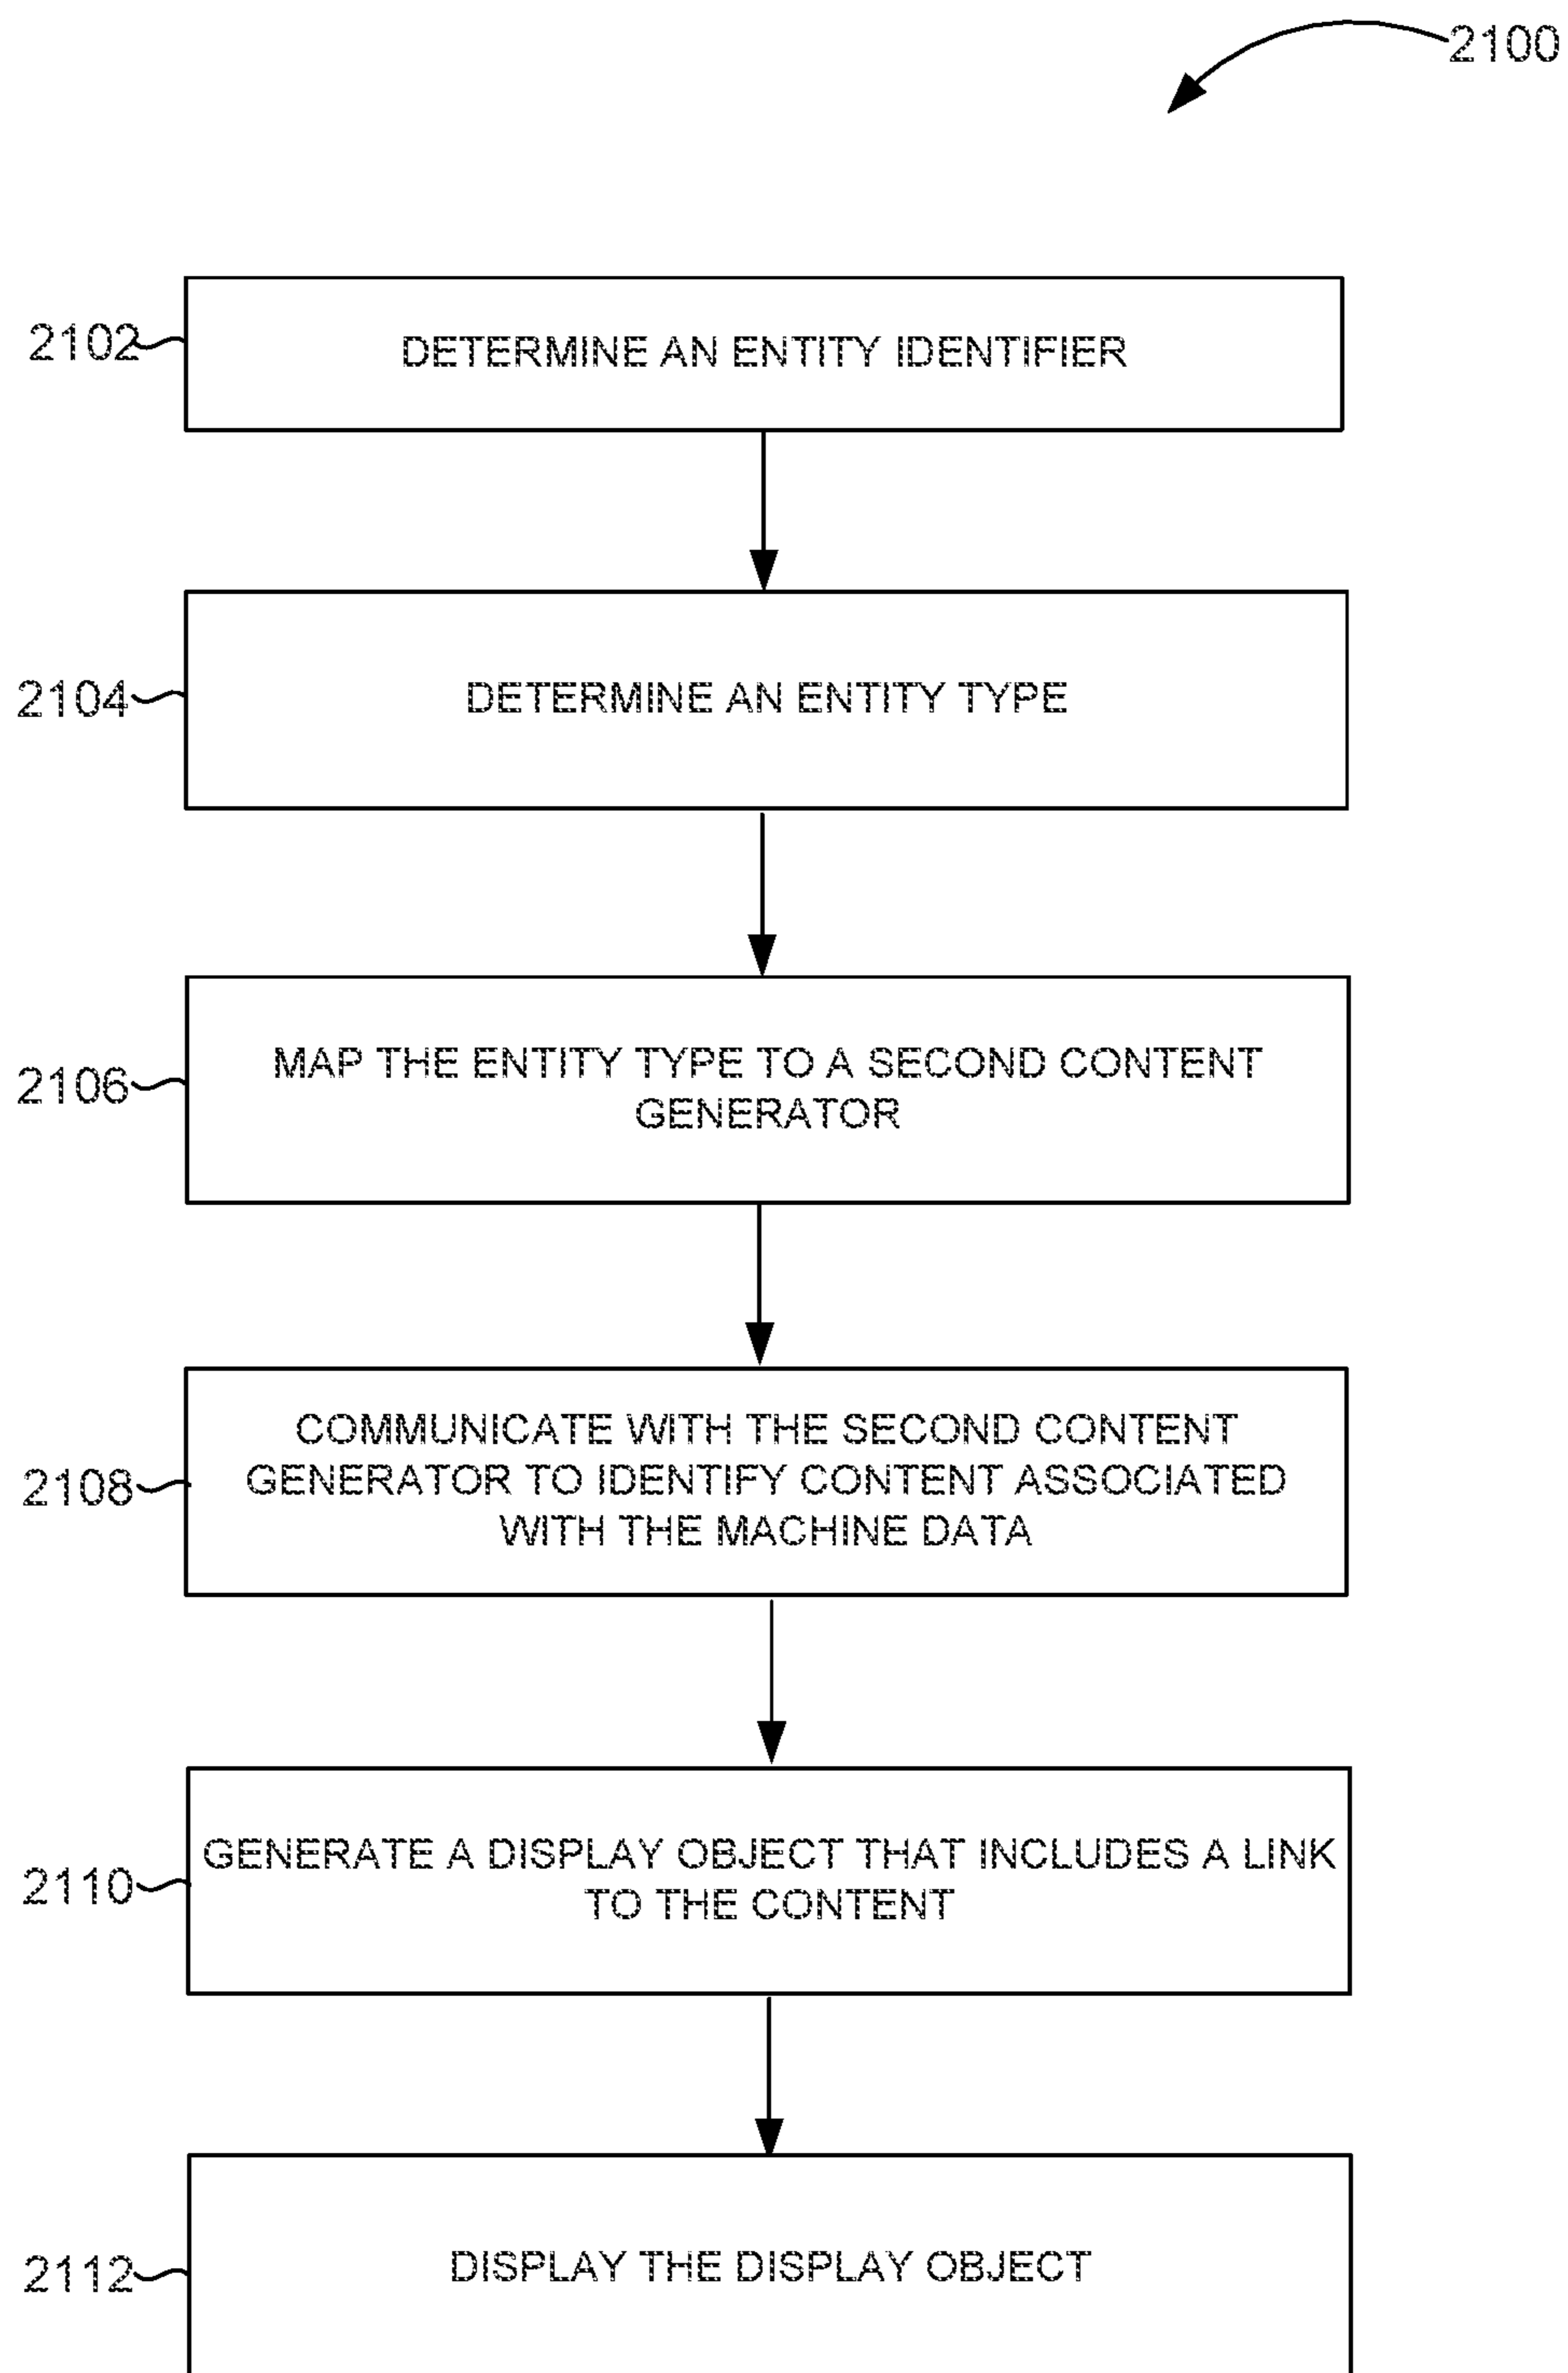 2100
2102
DETERMINE AN ENTITY IDENTIFIER
2104
DETERMINE AN ENTITY TYPE
2106
MAP THE ENTITY TYPE TO A SECOND CONTENT
GENERATOR
2108
COMMUNICATE WITH THE SECOND CONTENT
GENERATOR TO IDENTIFY CONTENT ASSOCIATED
WITH THE MACHINE DATA
2110
GENERATE A DISPLAY OBJECT THAT INCLUDES A LINK
TO THE CONTENT
2112
DISPLAY THE DISPLAY OBJECT